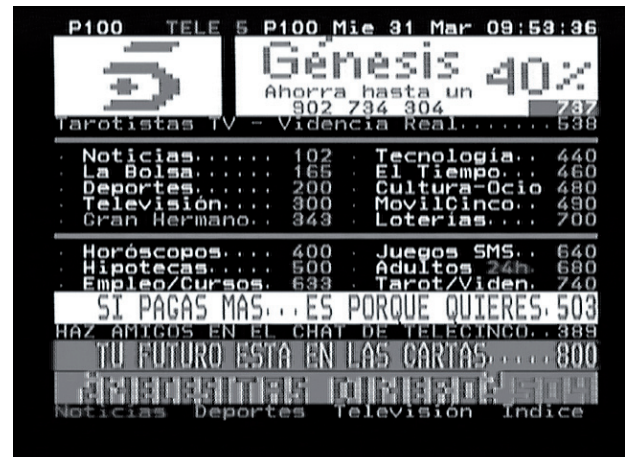 P100 TELE 5 P100 Mie 31 Mar 09:53:36
Génesis 40%
Ahorra hasta un
902 734 304 737
Tarotistas TV - Videncia Real....... 538
Noticias...... 102 Tecnología.. 440
La Bolsa...... 165 El Tiempo... 460
Deportes...... 200 Cultura-Ocio 480
Televisión.... 300 MovilCinco.. 490
Gran Hermano.. 343 Loterías.... 700
Horóscopos.... 400 Juegos SMS.. 640
Hipotecas..... 500 Adultos 24h. 680
Empleo/Cursos. 633 Tarot/Viden. 740
SI PAGAS MAS...ES PORQUE QUIERES. 503
HAZ AMIGOS EN EL CHAT DE TELECINCO.. 389
TU FUTURO ESTA EN LAS CARTAS..... 800
¿NECESITAS DINERO? 504
Noticias Deportes Televisión Indice